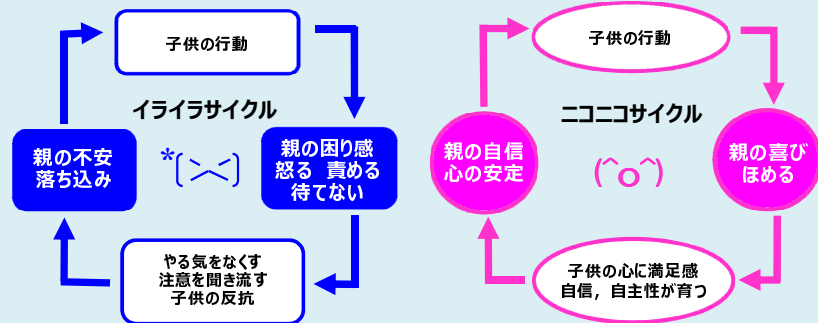 子供の行動
イライラサイクル
親の困り感
怒る 責める
待てない
やる気をなくす
注意を聞き流す
子供の反抗
親の不安
落ち込み
*(><)
子供の行動
ニコニコサイクル
親の喜び
ほめる
子供の心に満足感
自信，自主性が育つ
親の自信
心の安定
(^o^)